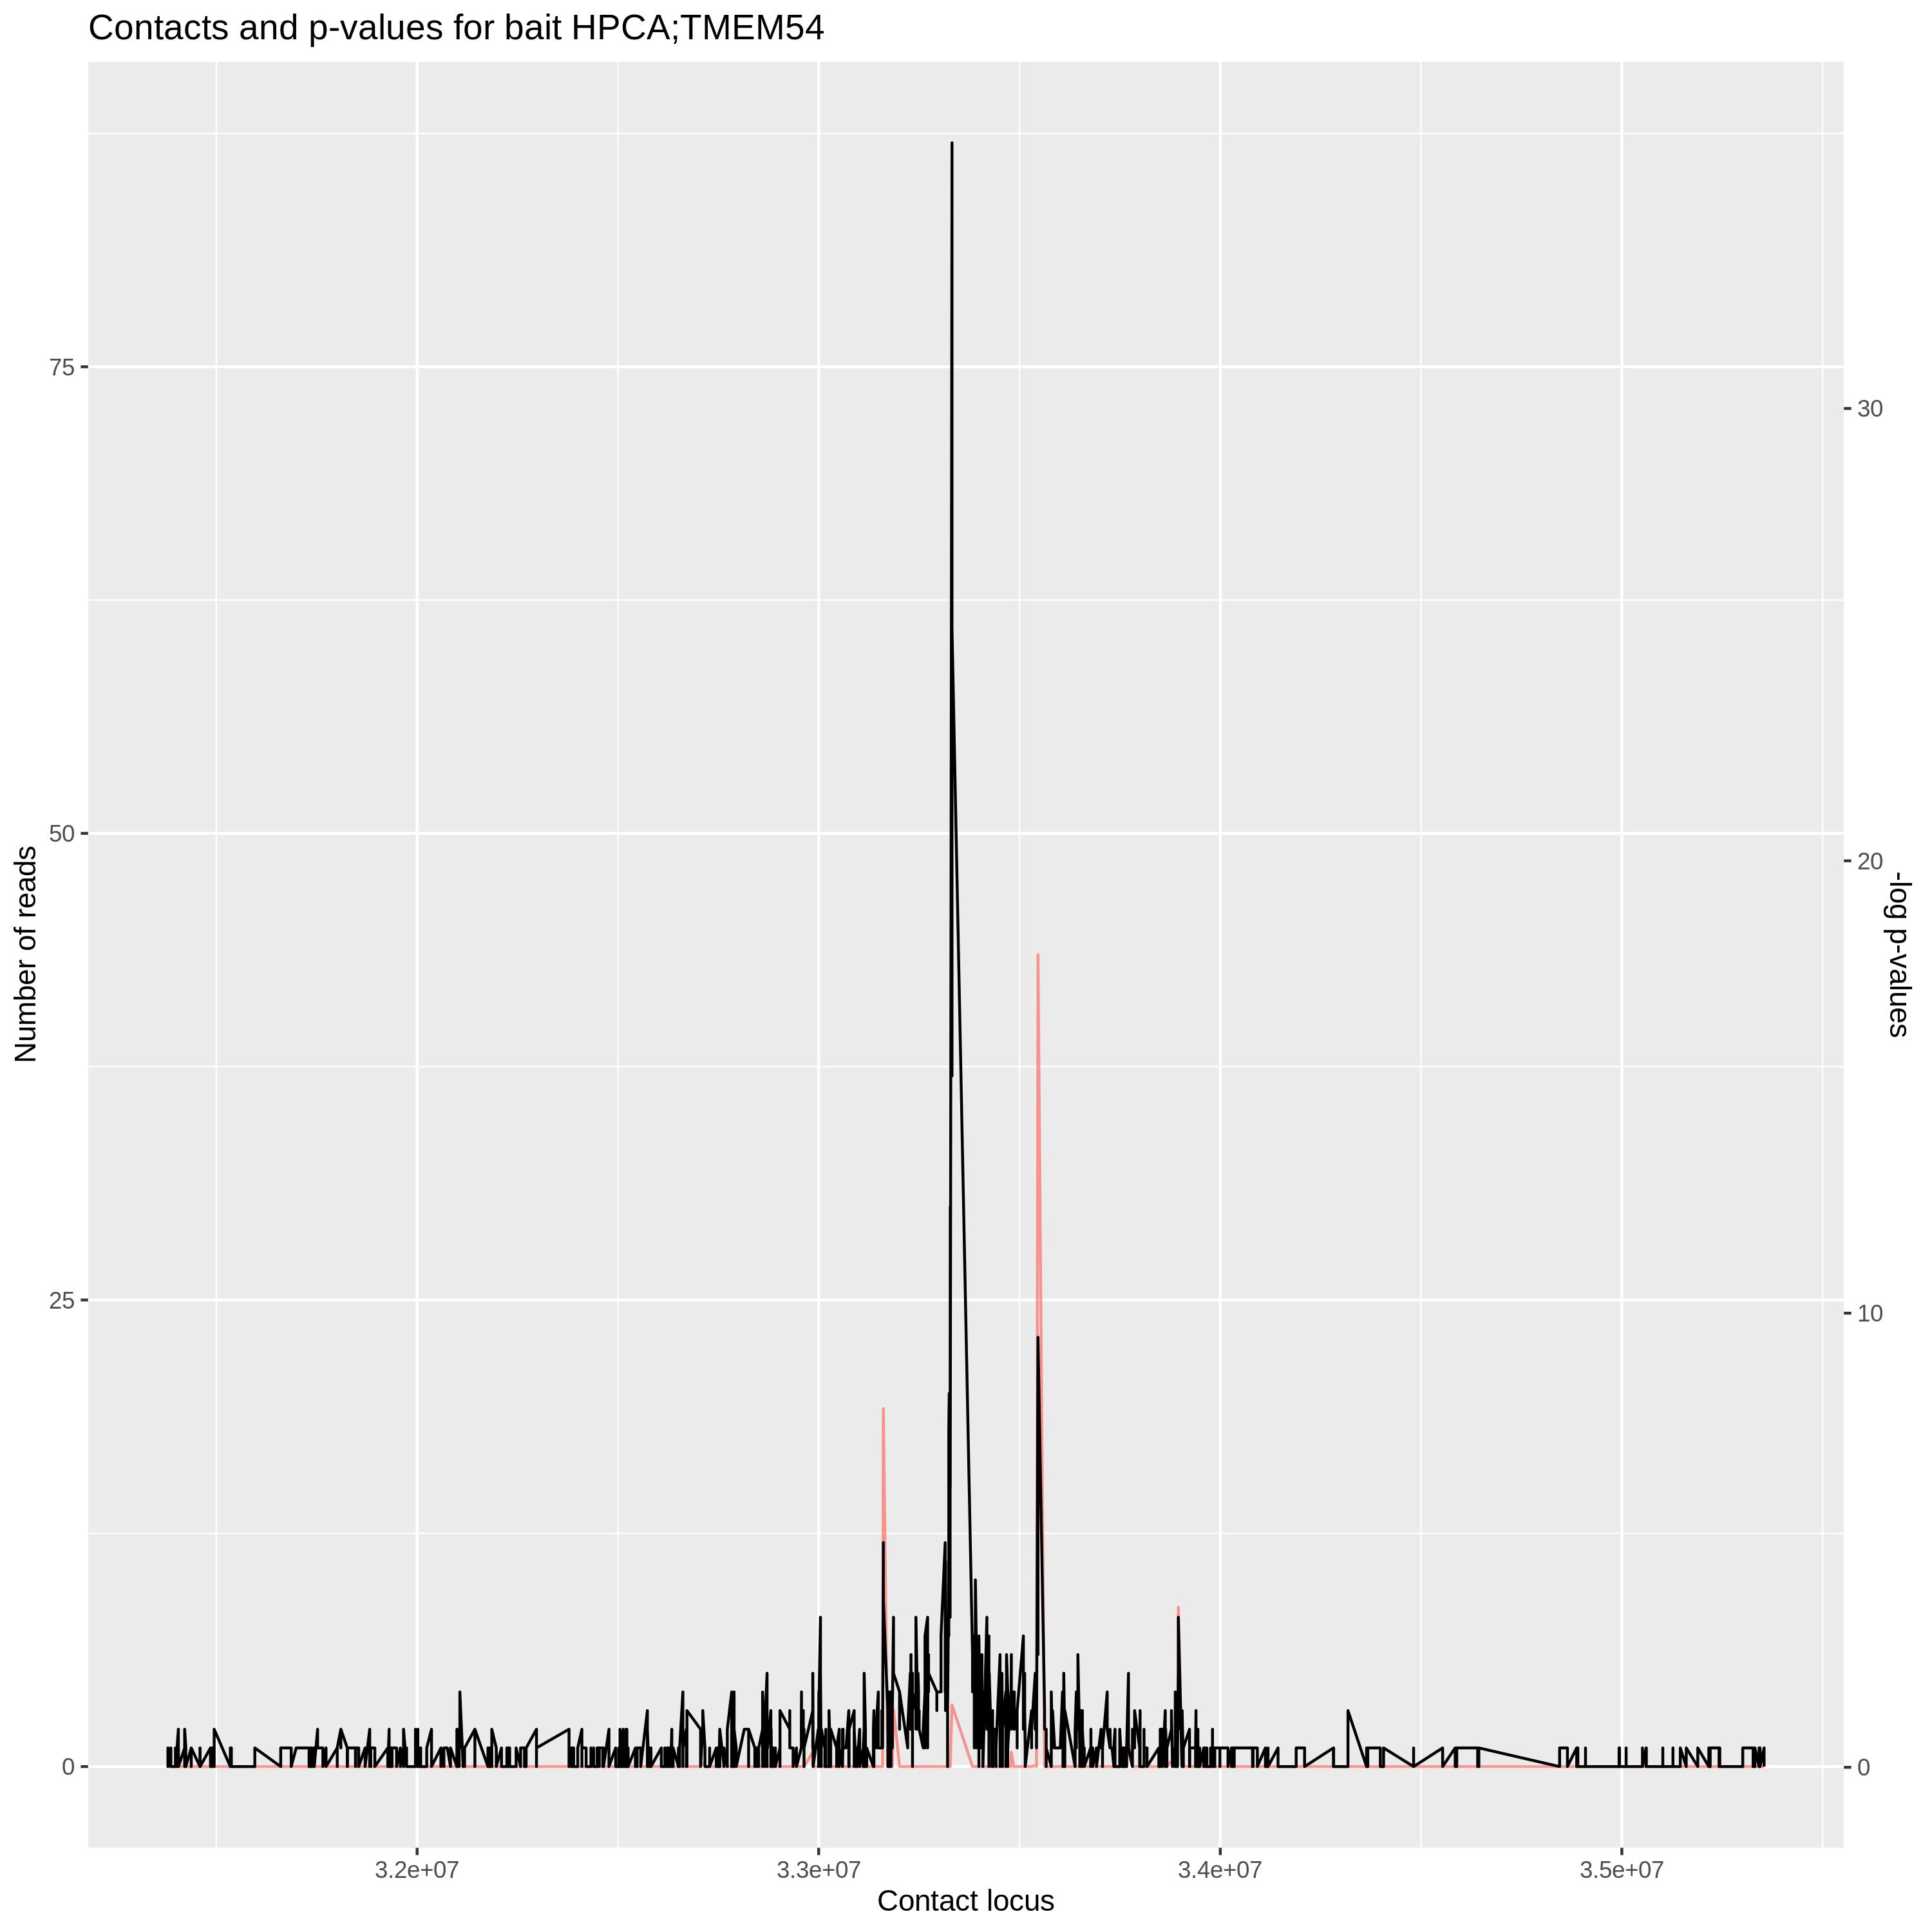 Contacts and p-values for bait HPCA;TMEM54
75
50
25
0
Number of reads
30
20
10
0
-log p-values
3.2e+07
3.3e+07
3.4e+07
3.5e+07
Contact locus